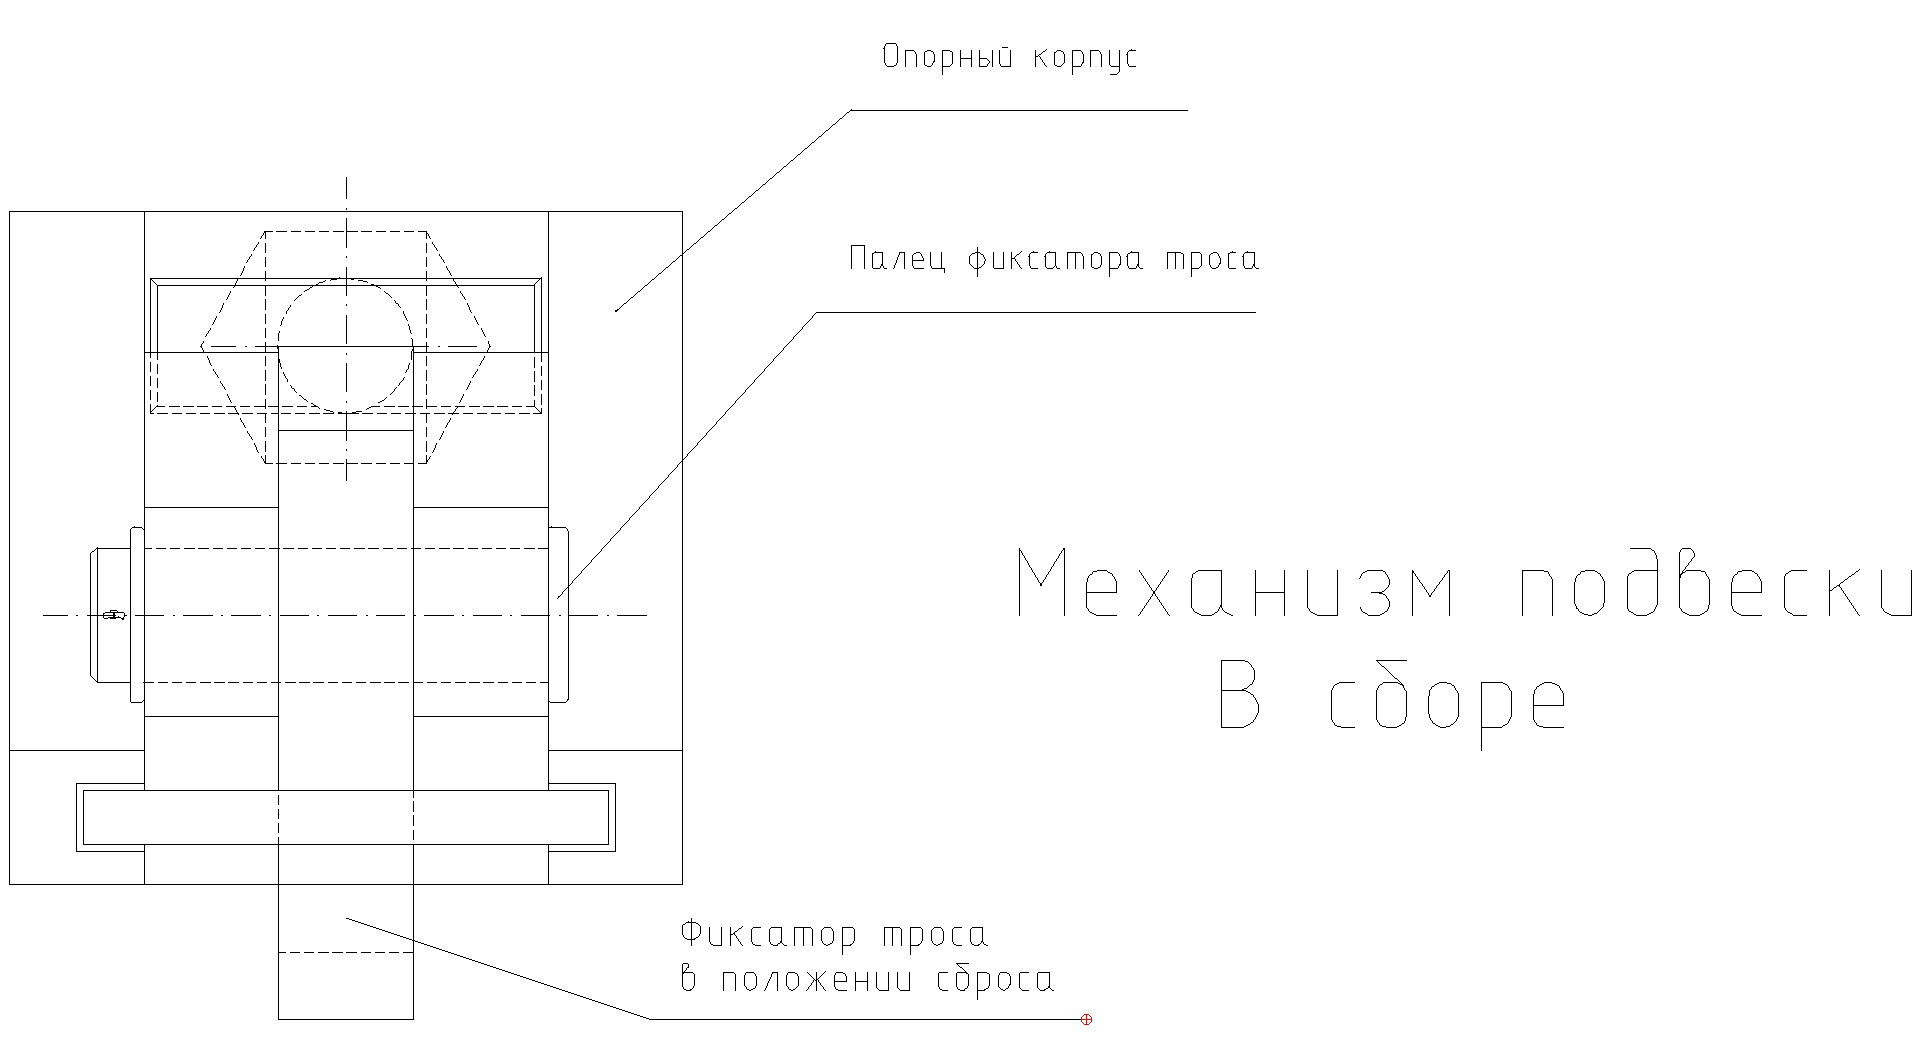 Опорный корпус
Палец фиксатора троса
Механизм подвески
В сборе
Фиксатор троса
в положении сброса